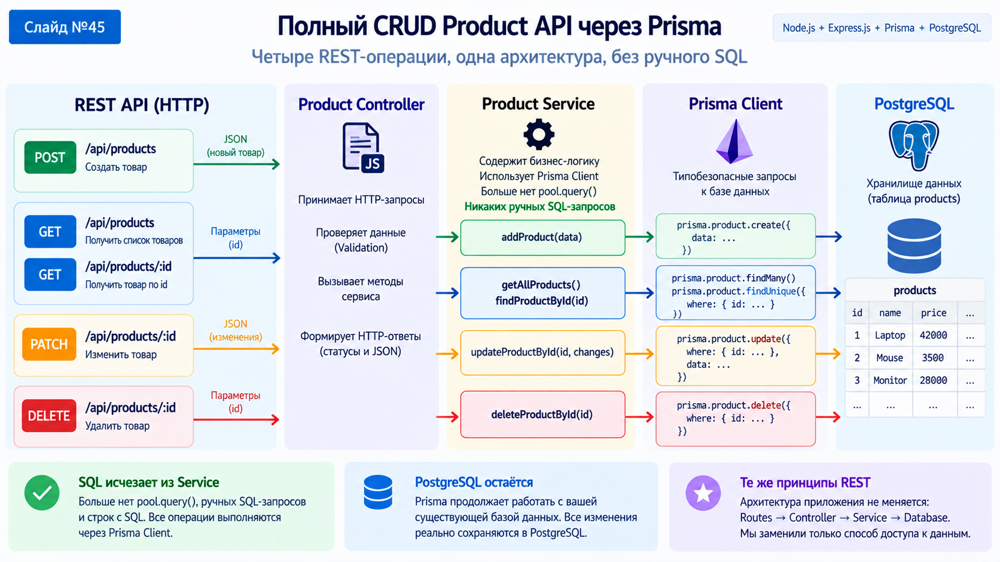 Слайд №45
Полный CRUD Product API через Prisma
Четыре REST-операции, одна архитектура, без ручного SQL
Node.js + Express.js + Prisma + PostgreSQL
REST API (HTTP)
POST
/api/products
Создать товар
JSON
(новый товар)
GET
/api/products
Получить список товаров
GET
/api/products/:id
Получить товар по id
Параметры
(id)
PATCH
/api/products/:id
Изменить товар
JSON
(изменения)
DELETE
/api/products/:id
Удалить товар
Параметры
(id)
Product Controller
JS
Принимает HTTP-запросы
Проверяет данные
(Validation)
Вызывает методы
сервиса
Формирует HTTP-ответы
(статусы и JSON)
Product Service
Содержит бизнес-логику
Использует Prisma Client
Больше нет pool.query()
Никаких ручных SQL-запросов
addProduct(data)
getAllProducts()
findProductById(id)
updateProductById(id, changes)
deleteProductById(id)
Prisma Client
Типобезопасные запросы
к базе данных
prisma.product.create({
data: ...
})
prisma.product.findMany()
prisma.product.findUnique({
where: { id: ... }
})
prisma.product.update({
where: { id: ... },
data: ...
})
prisma.product.delete({
where: { id: ... }
})
PostgreSQL
Хранилище данных
(таблица products)
products
id name price ...
1 Laptop 42000 ...
2 Mouse 3500 ...
3 Monitor 28000 ...
... ... ... ...
SQL исчезает из Service
Больше нет pool.query(), ручных SQL-запросов
и строк с SQL. Все операции выполняются
через Prisma Client.
PostgreSQL остаётся
Prisma продолжает работать с вашей
существующей базой данных. Все изменения
реально сохраняются в PostgreSQL.
Те же принципы REST
Архитектура приложения не меняется:
Routes → Controller → Service → Database.
Мы заменили только способ доступа к данным.